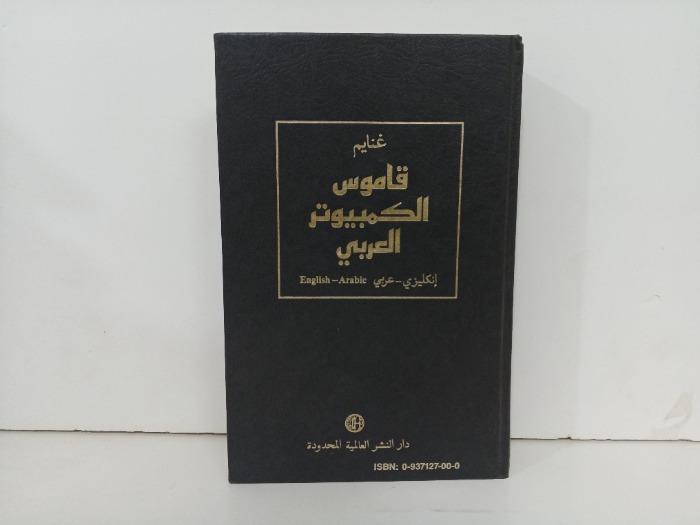 غنايم
قاموس
الكمبيوتر
العربي
إنكليزي - عربي English - Arabic
دار النشر العالمية المحدودة
ISBN: 0-937127-00-0